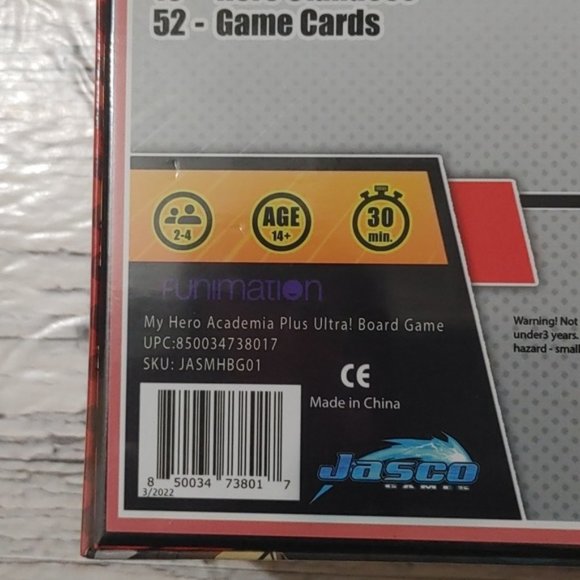 52 - Game Cards
2-4
AGE
14+
30
min.
Funimation
My Hero Academia Plus Ultra! Board Game
UPC:850034738017
SKU: JASMHBG01
CE
Made in China
8 50034 73801 7
3/2022
Jasco
GAMES
Warning! Not
under3 years.
hazard - small